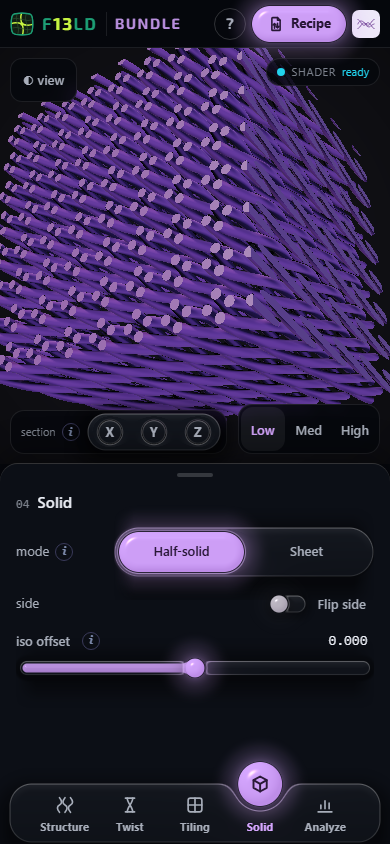 F13LD BUNDLE ? Recipe
view
SHADER ready
section i X Y Z Low Med High
04 Solid
mode i Half-solid Sheet
side Flip side
iso offset i 0.000
Structure Twist Tiling Solid Analyze